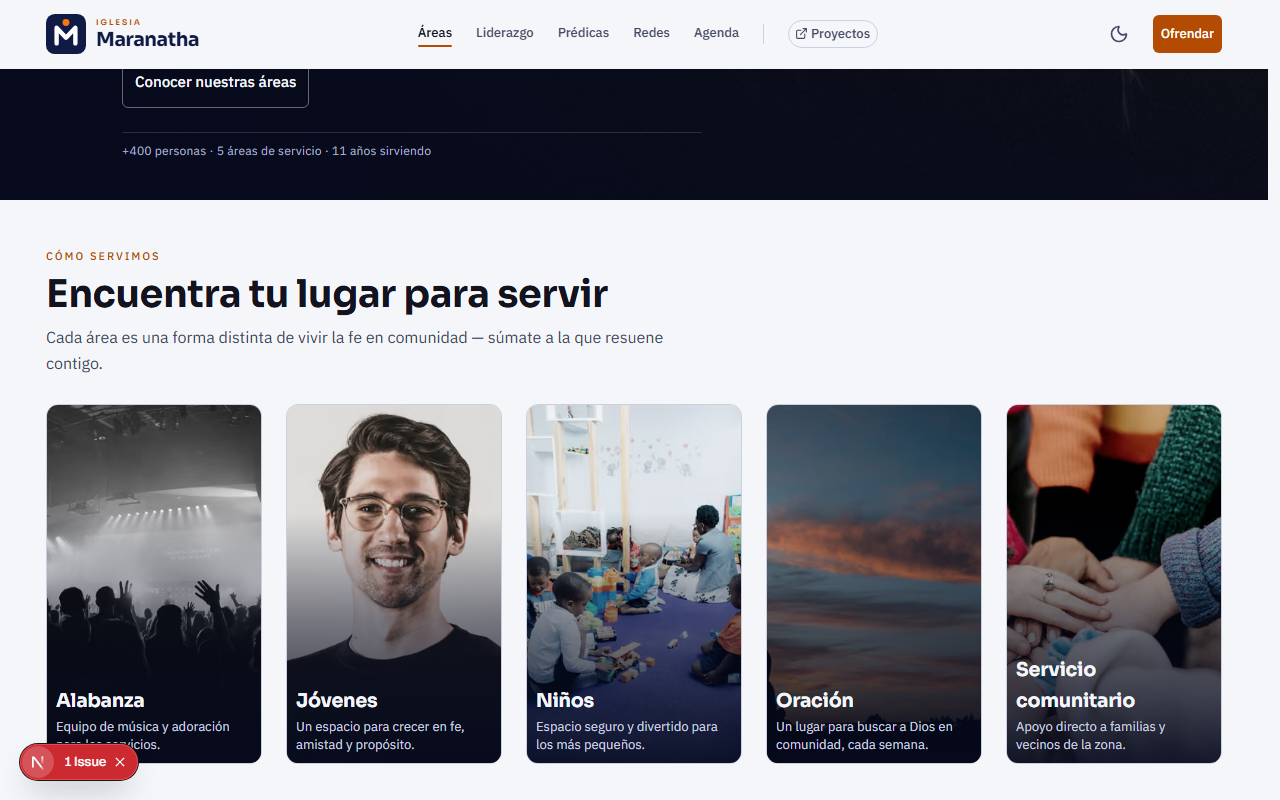 IGLESIA
Maranatha
Áreas
Liderazgo
Prédicas
Redes
Agenda
Proyectos
Ofrendar
Conocer nuestras áreas
+400 personas · 5 áreas de servicio · 11 años sirviendo
CÓMO SERVIMOS
Encuentra tu lugar para servir
Cada área es una forma distinta de vivir la fe en comunidad — súmate a la que resuene
contigo.
Alabanza
Equipo de música y adoración
para los servicios.
Jóvenes
Un espacio para crecer en fe,
amistad y propósito.
Niños
Espacio seguro y divertido para
los más pequeños.
Oración
Un lugar para buscar a Dios en
comunidad, cada semana.
Servicio
comunitario
Apoyo directo a familias y
vecinos de la zona.
N
1 Issue